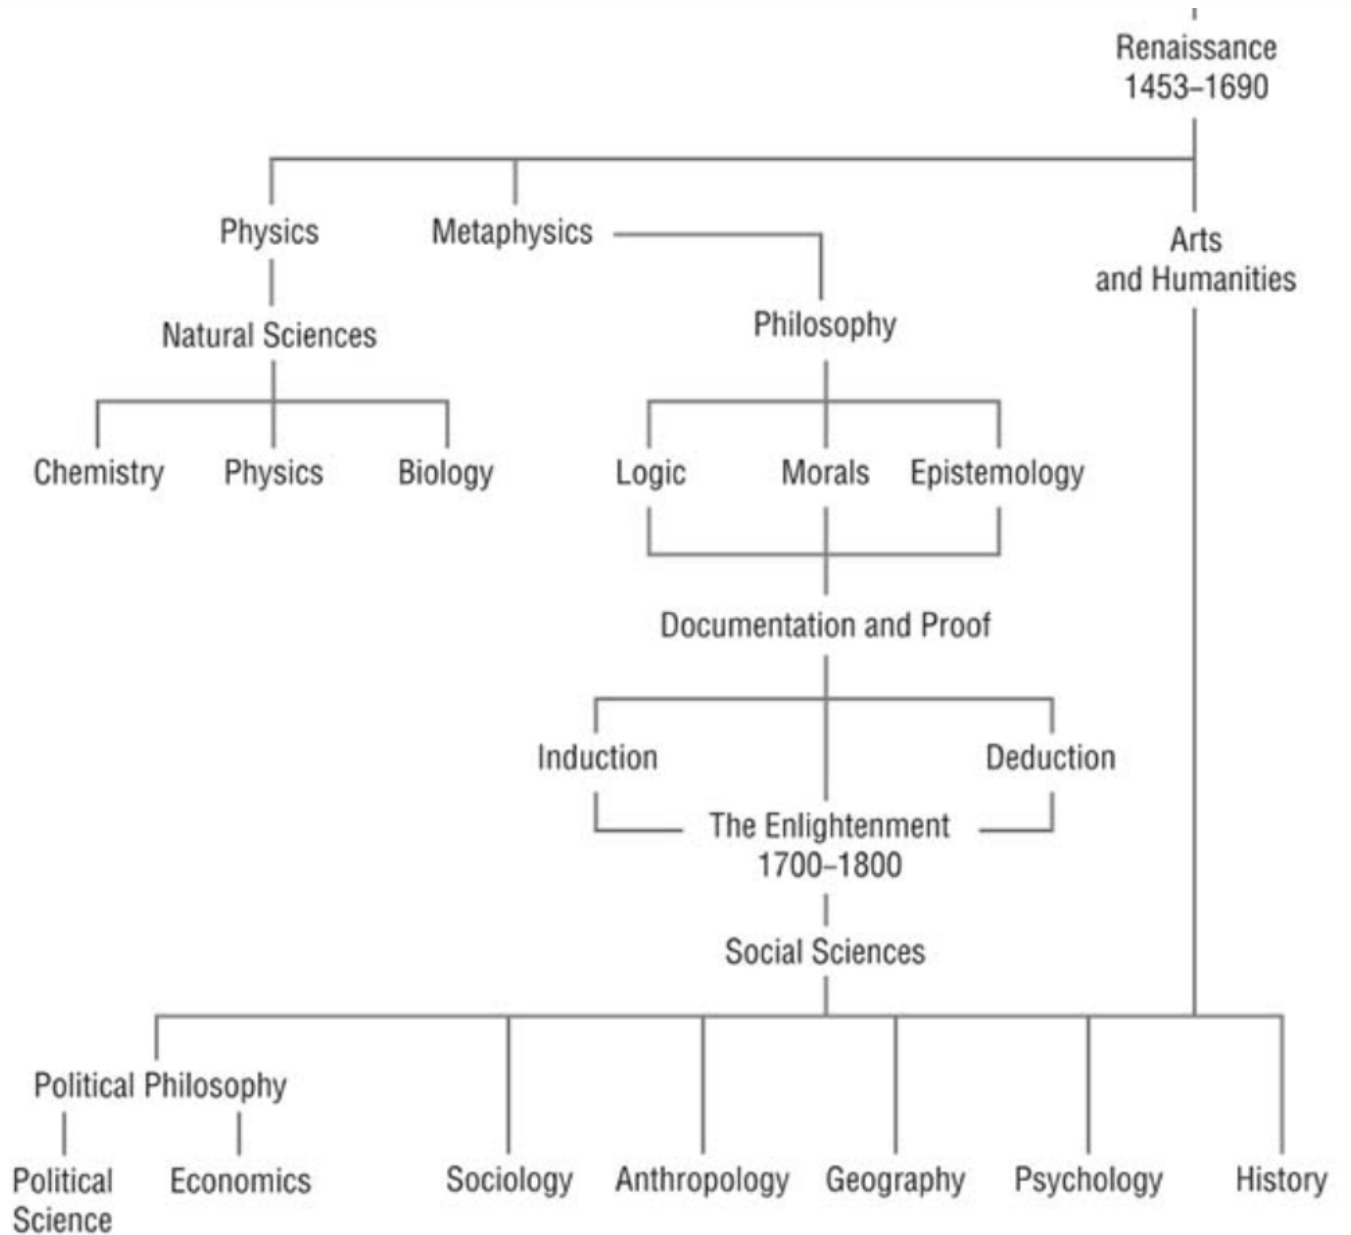 Renaissance
1453–1690
Physics
Metaphysics
Arts
and Humanities
Natural Sciences
Philosophy
Chemistry
Physics
Biology
Logic
Morals
Epistemology
Documentation and Proof
Induction
Deduction
The Enlightenment
1700–1800
Social Sciences
Political Philosophy
Political
Science
Economics
Sociology
Anthropology
Geography
Psychology
History